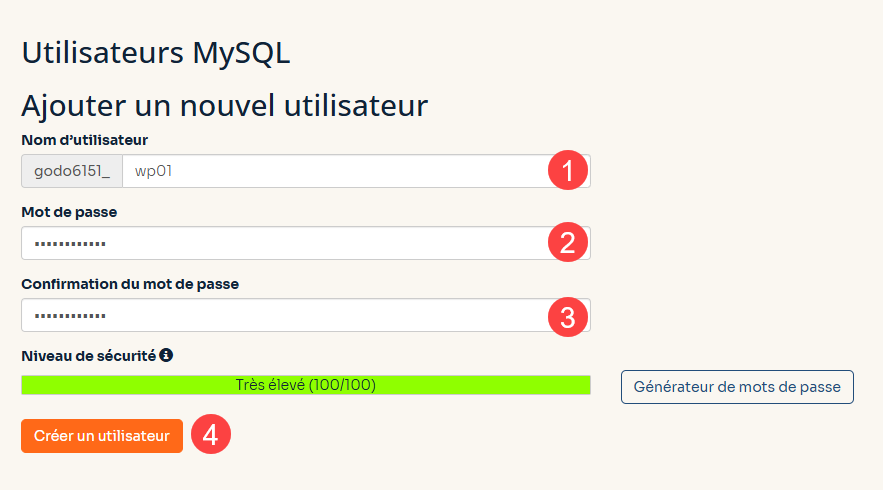 Utilisateurs MySQL
Ajouter un nouvel utilisateur
Nom d’utilisateur
godo6151_ wp01 1
Mot de passe
•••••••••••• 2
Confirmation du mot de passe
•••••••••••• 3
Niveau de sécurité
Très élevé (100/100) Générateur de mots de passe
Créer un utilisateur 4